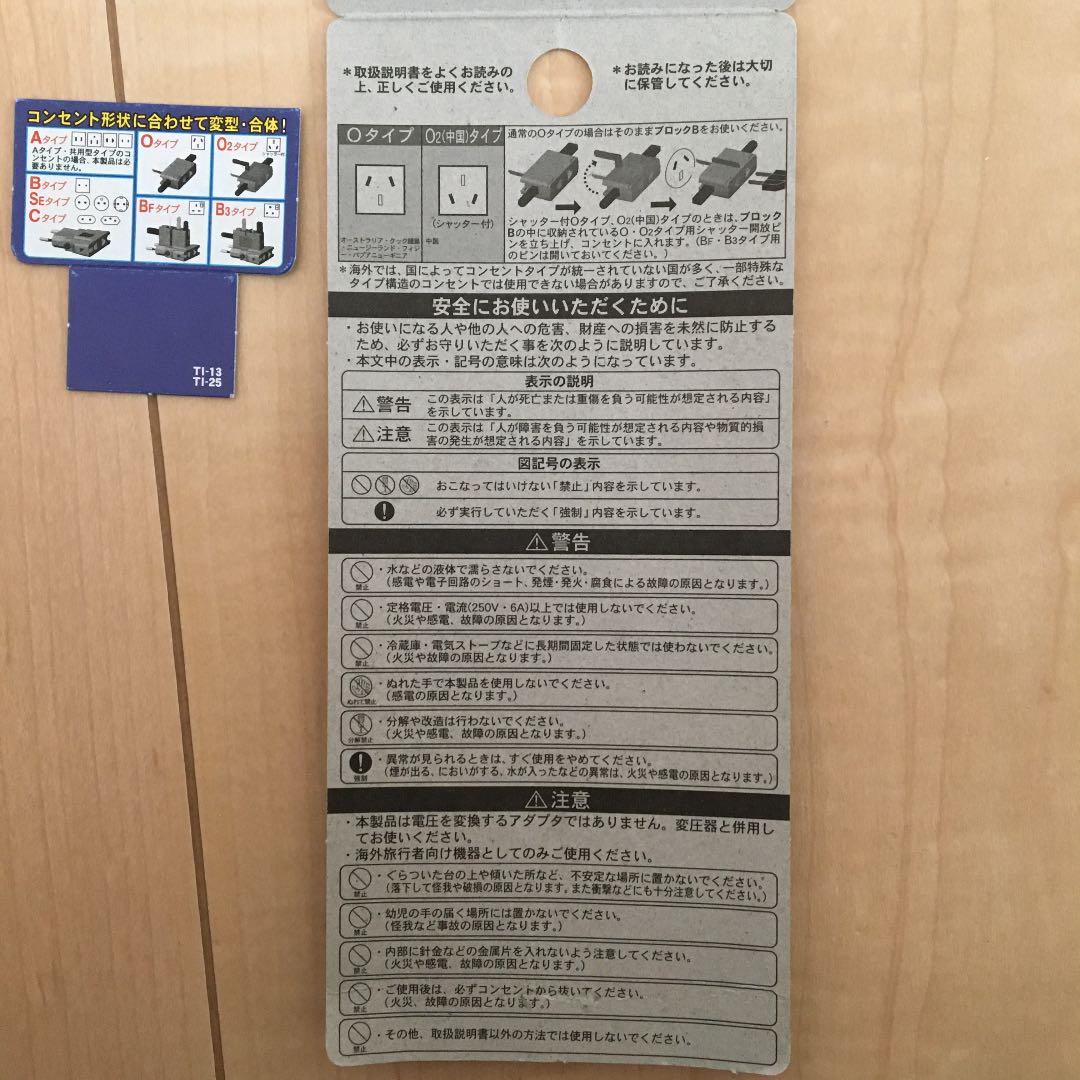 コンセント形状に合わせて変型・合体！
Aタイプ
Aタイプ・共用型タイプのコ
ンセントの場合、本製品は必
要ありません。
Oタイプ
O2タイプ
シャッター付
Bタイプ
SEタイプ
Cタイプ
BFタイプ
B3タイプ
TI-13
TI-25
＊取扱説明書をよくお読みの
上、正しくご使用ください。
＊お読みになった後は大切
に保管してください。
Oタイプ
O2(中国)タイプ
通常のOタイプの場合はそのままブロックBをお使いください。
(シャッター付)
オーストラリア・クック諸島
・ニュージーランド・フィジ
ー・パプアニューギニア
中国
シャッター付Oタイプ、O2(中国)タイプのときは、ブロック
Bの中に収納されているO・O2タイプ用シャッター開放ピ
ンを立ち上げ、コンセントに入れます。(BF・B3タイプ用
のピンは開いておいてください。)
＊海外では、国によってコンセントタイプが統一されていない国が多く、一部特殊な
タイプ構造のコンセントでは使用できない場合がありますので、ご了承ください。
安全にお使いいただくために
・お使いになる人や他の人への危害、財産への損害を未然に防止する
ため、必ずお守りいただく事を次のように説明しています。
・本文中の表示・記号の意味は次のようになっています。
表示の説明
⚠警告
この表示は「人が死亡または重傷を負う可能性が想定される内容」
を示しています。
⚠注意
この表示は「人が障害を負う可能性が想定される内容や物質的損
害の発生が想定される内容」を示しています。
図記号の表示
おこなってはいけない「禁止」内容を示しています。
必ず実行していただく「強制」内容を示しています。
⚠警告
禁止
・水などの液体で濡らさないでください。
(感電や電子回路のショート、発煙・発火・腐食による故障の原因となります。)
禁止
・定格電圧・電流(250V・6A)以上では使用しないでください。
(火災や感電、故障の原因となります。)
禁止
・冷蔵庫・電気ストーブなどに長期間固定した状態では使わないでください。
(火災や故障の原因となります。)
ぬれて禁止
・ぬれた手で本製品を使用しないでください。
(感電の原因となります。)
分解禁止
・分解や改造は行わないでください。
(火災や感電、故障の原因となります。)
強制
・異常が見られるときは、すぐ使用をやめてください。
(煙が出る、においがする、水が入ったなどの異常は、火災や感電の原因となります。)
⚠注意
・本製品は電圧を変換するアダプタではありません。変圧器と併用し
てお使いください。
・海外旅行者向け機器としてのみご使用ください。
禁止
・ぐらついた台の上や傾いた所など、不安定な場所に置かないでください。
(落下して怪我や破損の原因となります。また衝撃などにも十分注意してください。)
禁止
・幼児の手の届く場所には置かないでください。
(怪我など事故の原因となります。)
禁止
・内部に針金などの金属片を入れないよう注意してください。
(火災や感電、故障の原因となります。)
禁止
・ご使用後は、必ずコンセントから抜いてください。
(火災、故障の原因となります。)
禁止
・その他、取扱説明書以外の方法では使用しないでください。